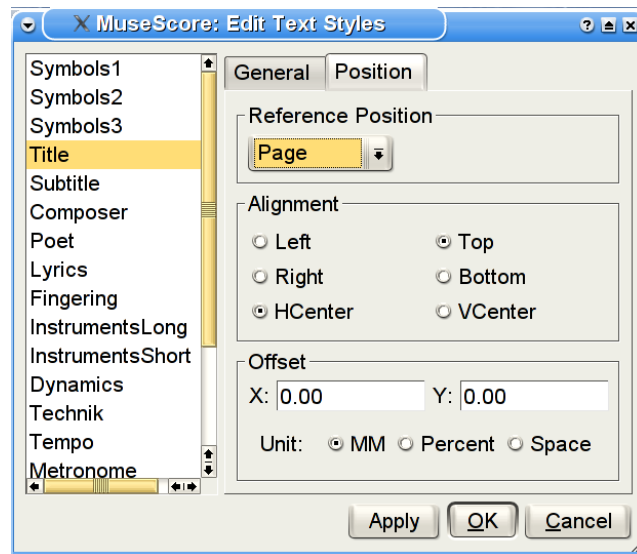 MuseScore: Edit Text Styles
Symbols1
Symbols2
Symbols3
Title
Subtitle
Composer
Poet
Lyrics
Fingering
InstrumentsLong
InstrumentsShort
Dynamics
Technik
Tempo
Metronome
General Position
Reference Position
Page
Alignment
Left Top
Right Bottom
HCenter VCenter
Offset
X: 0.00 Y: 0.00
Unit: MM Percent Space
Apply OK Cancel